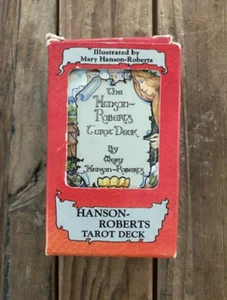 Illustrated by
Mary Hanson-Roberts
The
Hanson-
Roberts
Tarot Deck
By
Mary
Hanson-Roberts
HANSON-
ROBERTS
TAROT DECK